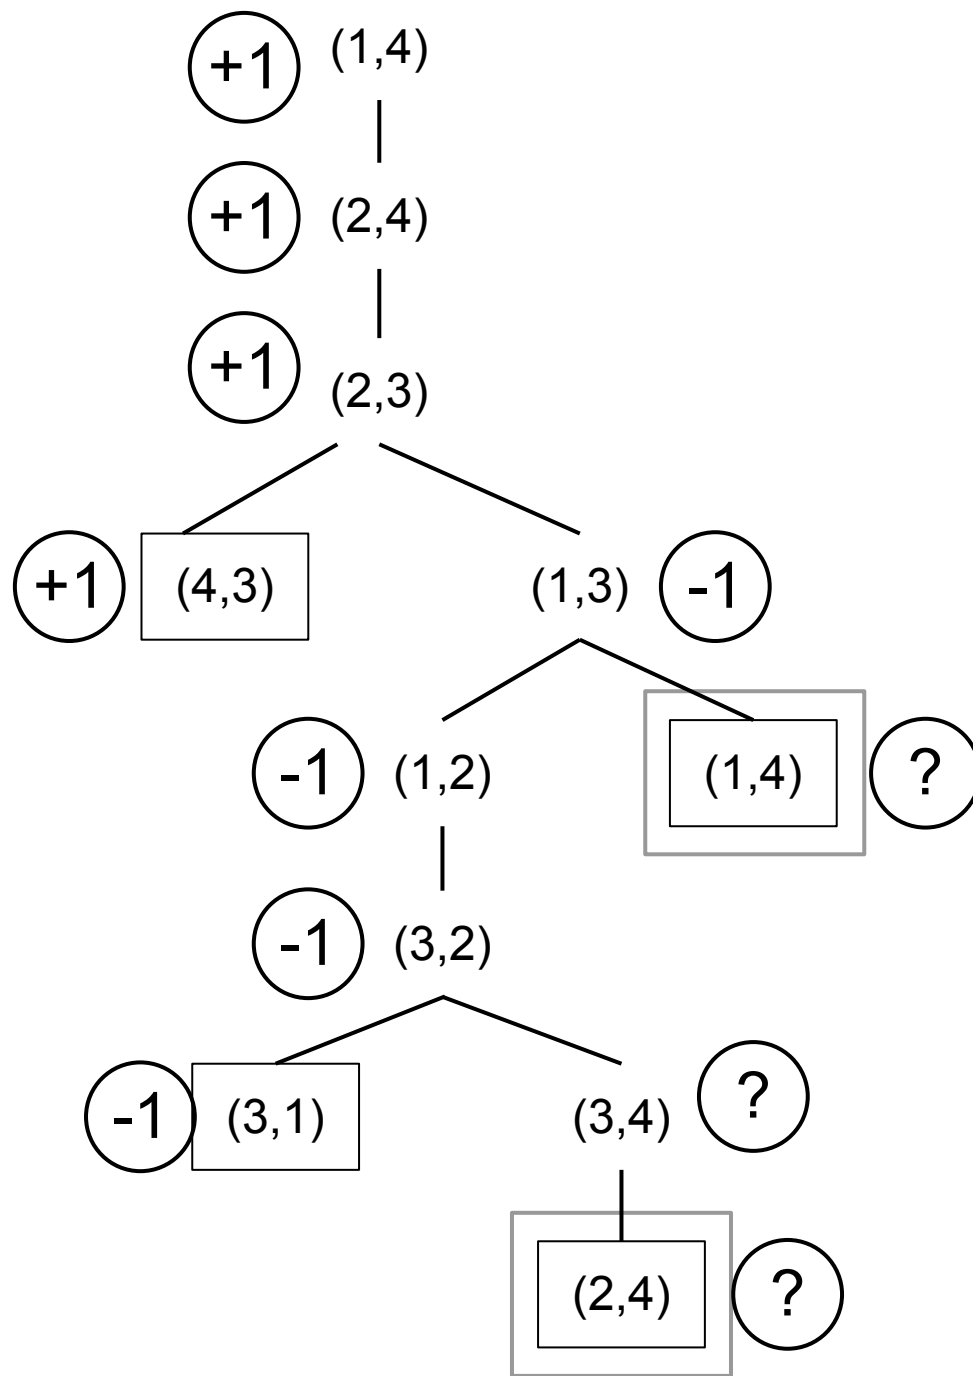 +1 (1,4)
+1 (2,4)
+1 (2,3)
+1 (4,3) (1,3) -1
-1 (1,2) (1,4) ?
-1 (3,2)
-1 (3,1) (3,4) ?
(2,4) ?